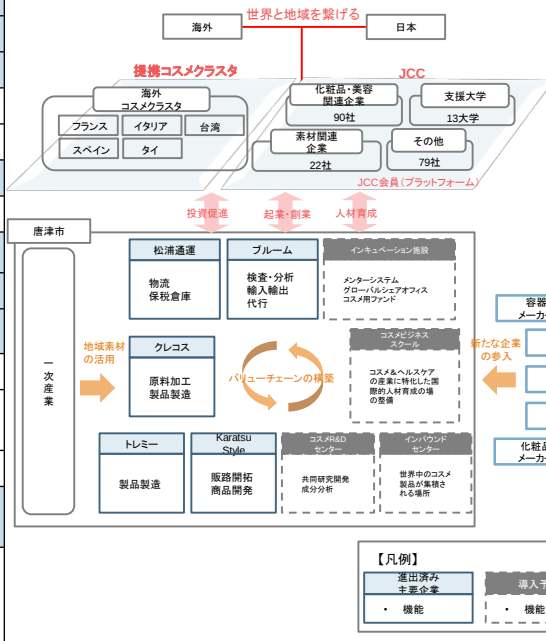 世界と地域を繋げる
海外
日本
提携コスメクラスタ
JCC
海外
コスメクラスタ
フランス
イタリア
台湾
スペイン
タイ
化粧品・美容
関連企業
90社
支援大学
13大学
素材関連
企業
22社
その他
79社
JCC会員（プラットフォーム）
投資促進
起業・創業
人材育成
唐津市
一次産業
地域素材
の活用
松浦通運
物流
保税倉庫
ブルーム
検査・分析
輸入輸出
代行
インキュベーション施設
メンターシステム
グローバルシェアオフィス
コスメ用ファンド
クレコス
原料加工
製品製造
バリューチェーンの構築
コスメビジネス
スクール
コスメ＆ヘルスケア
の産業に特化した国
際的人材育成の場
の整備
新たな企業
の参入
容器
メーカ
化粧品
メーカー
トレミー
製品製造
Karatsu
Style
販路開拓
商品開発
コスメR&D
センター
共同研究開発
成分分析
インバウンド
センター
世界中のコスメ
製品が集積さ
れる場所
【凡例】
進出済み
主要企業
・ 機能
導入予
・ 機能